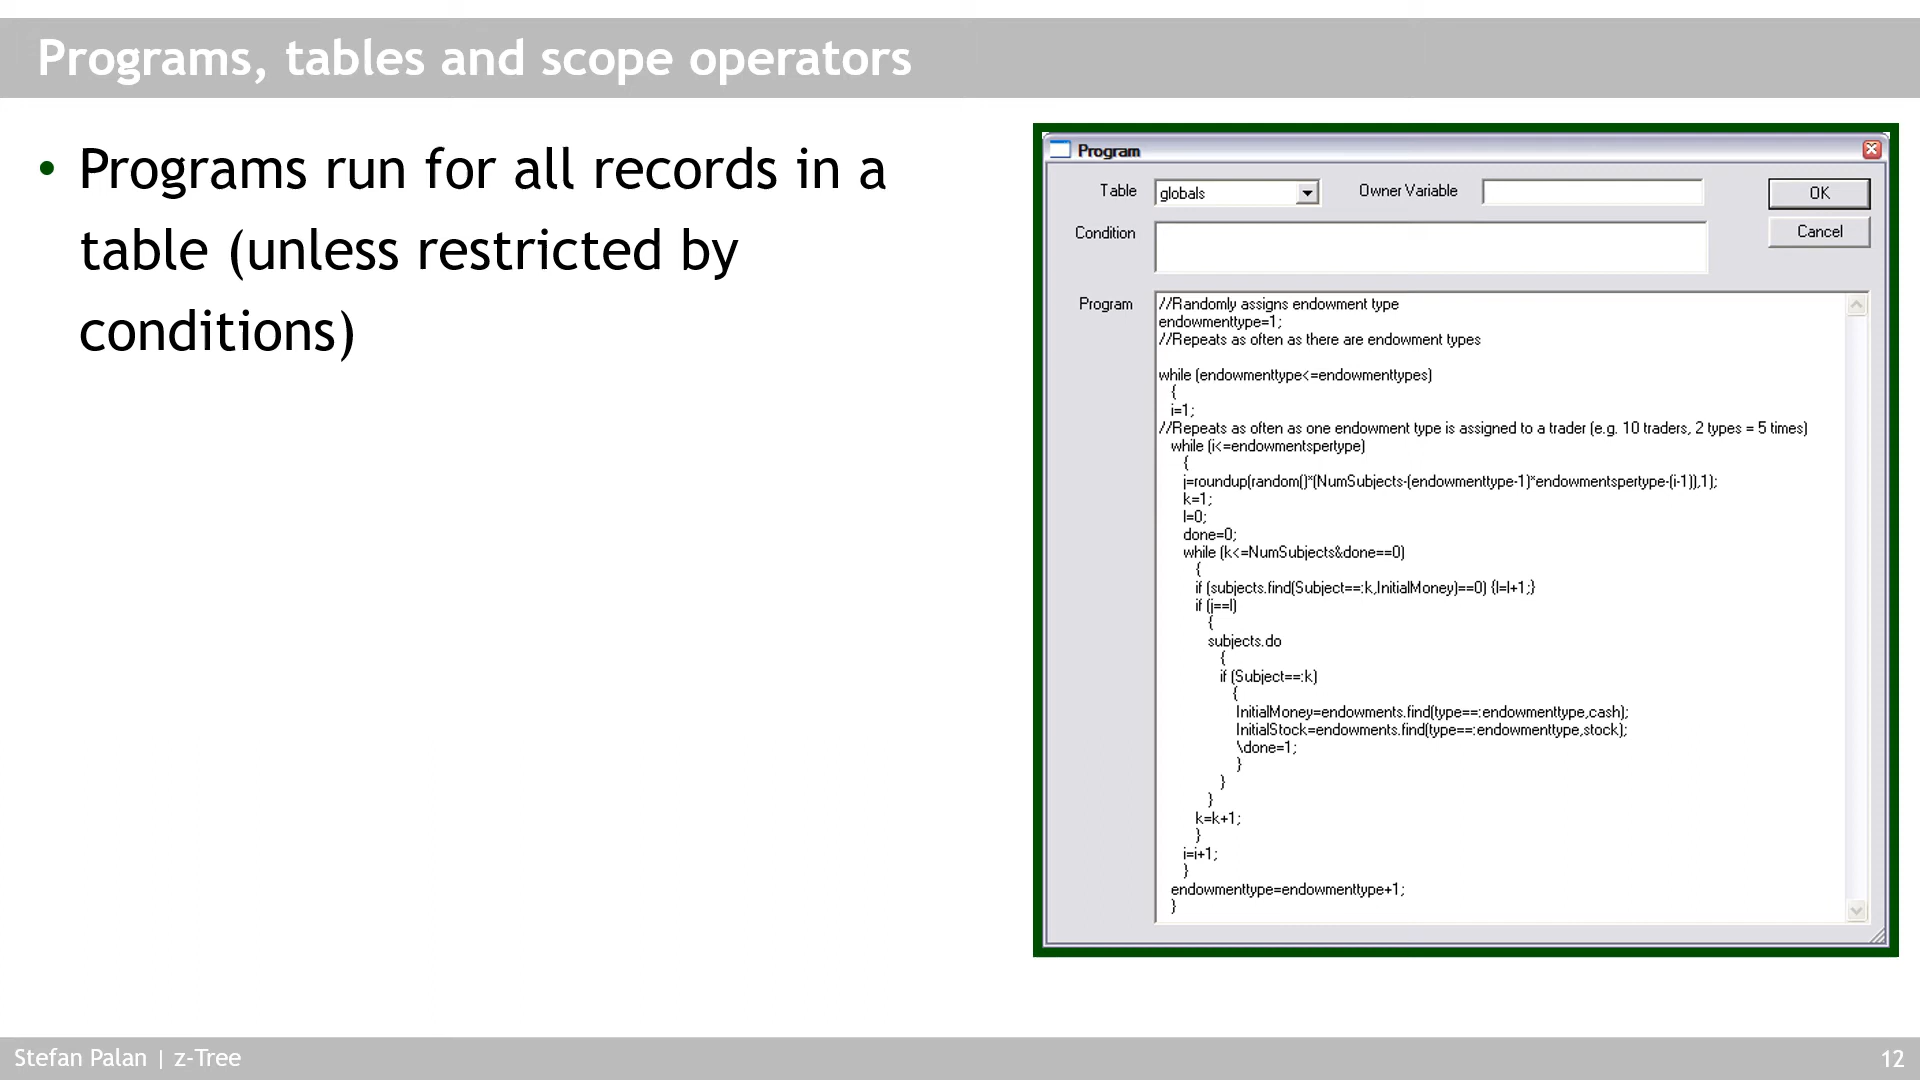 Programs, tables and scope operators
• Programs run for all records in a
table (unless restricted by
conditions)
Program
Table globals Owner Variable OK
Condition Cancel
Program
//Randomly assigns endowment type
endowmenttype=1;
//Repeats as often as there are endowment types
while (endowmenttype<=endowmenttypes)
{
i=1;
//Repeats as often as one endowment type is assigned to a trader (e.g. 10 traders, 2 types = 5 times)
while (i<=endowmentspertype)
{
j=roundup(random()*(NumSubjects-(endowmenttype-1)*endowmentspertype-(i-1)),1);
k=1;
l=0;
done=0;
while (k<=NumSubjects&done==0)
{
if (subjects.find(Subject==:k,InitialMoney)==0) {l=l+1;}
if (j==l)
{
subjects.do
{
if (Subject==:k)
{
InitialMoney=endowments.find(type==:endowmenttype,cash);
InitialStock=endowments.find(type==:endowmenttype,stock);
\done=1;
}
}
}
k=k+1;
}
i=i+1;
}
endowmenttype=endowmenttype+1;
}
Stefan Palan | z-Tree
12